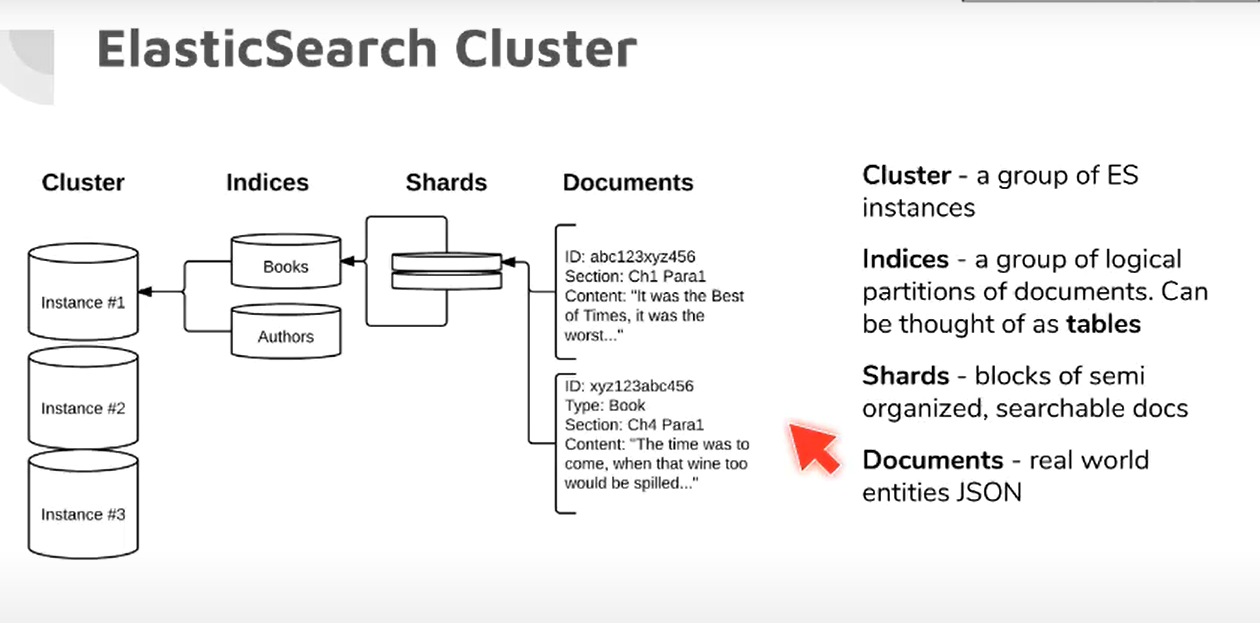 ElasticSearch Cluster
Cluster
Indices
Shards
Documents
Instance #1
Instance #2
Instance #3
Books
Authors
ID: abc123xyz456
Section: Ch1 Para1
Content: "It was the Best
of Times, it was the
worst..."
ID: xyz123abc456
Type: Book
Section: Ch4 Para1
Content: "The time was to
come, when that wine too
would be spilled..."
Cluster - a group of ES
instances
Indices - a group of logical
partitions of documents. Can
be thought of as tables
Shards - blocks of semi
organized, searchable docs
Documents - real world
entities JSON